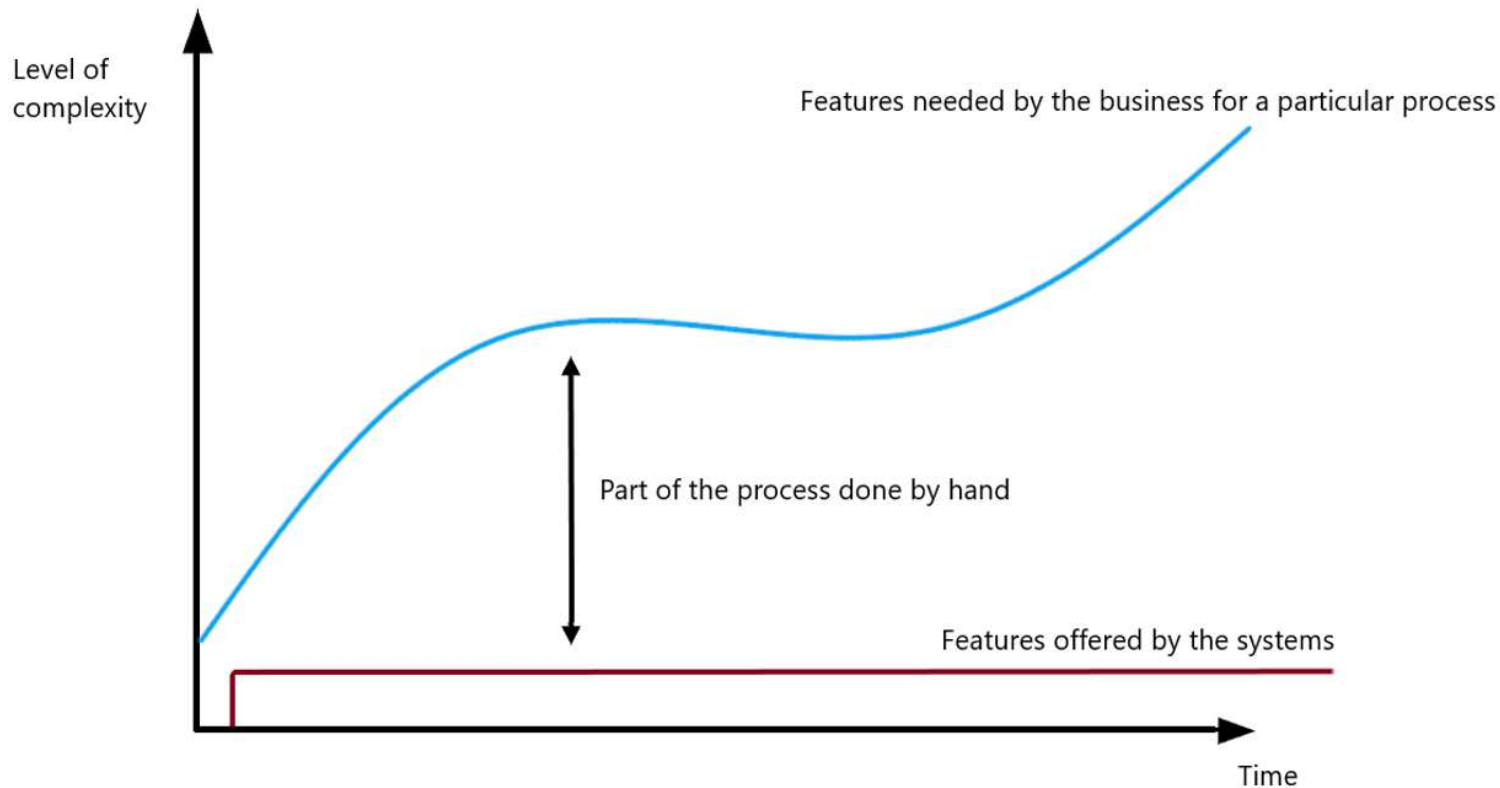 Level of
complexity
Features needed by the business for a particular process
Part of the process done by hand
Features offered by the systems
Time